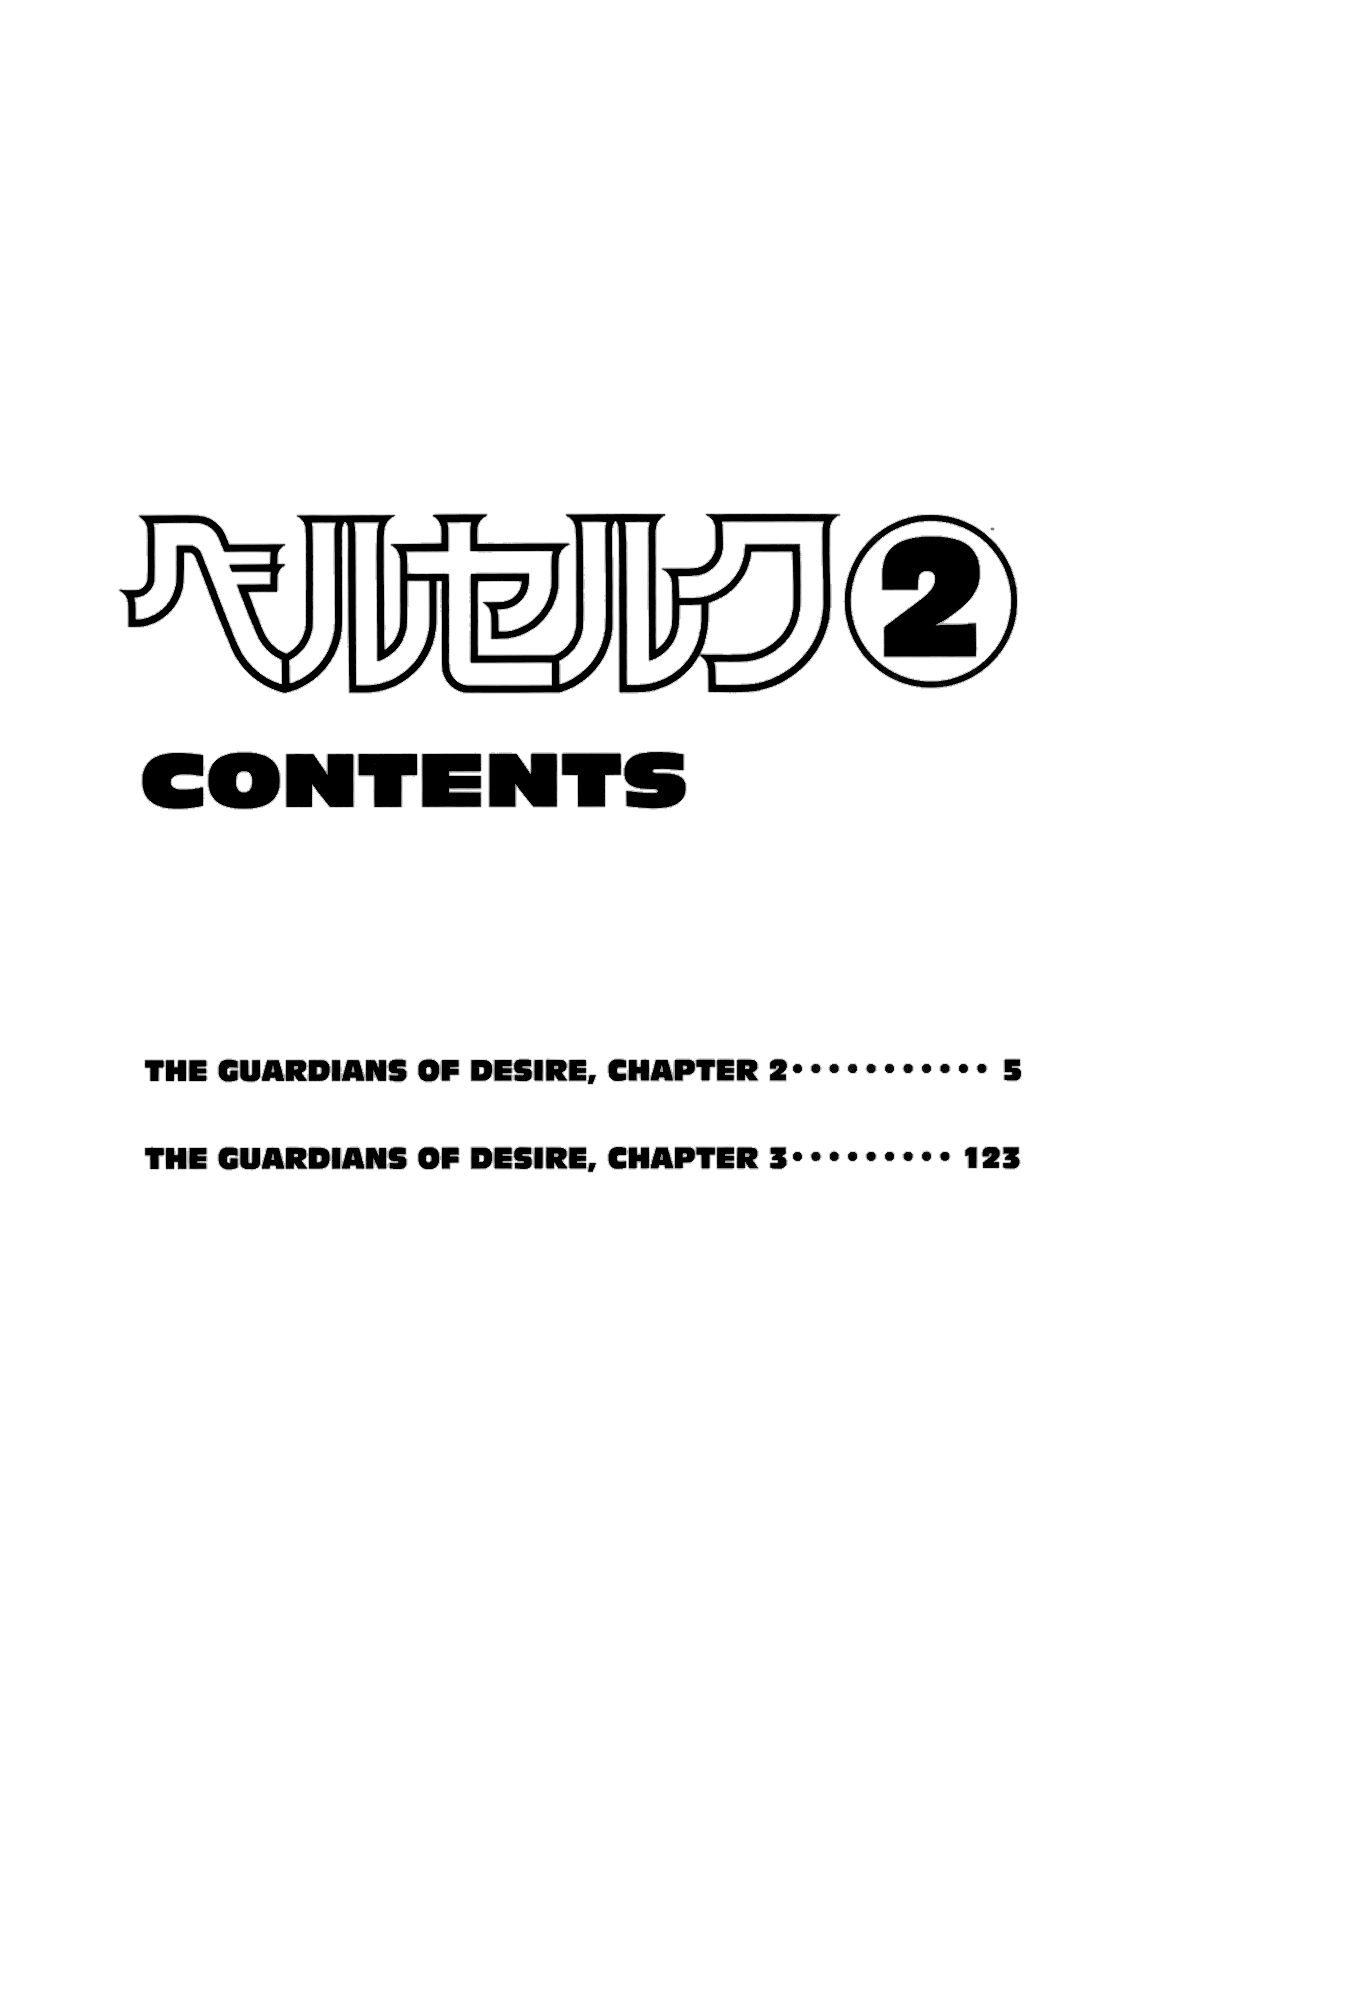 ベルセルク 2
CONTENTS
THE GUARDIANS OF DESIRE, CHAPTER 2・・・・・・・・・・・ 5
THE GUARDIANS OF DESIRE, CHAPTER 3・・・・・・・・・ 123